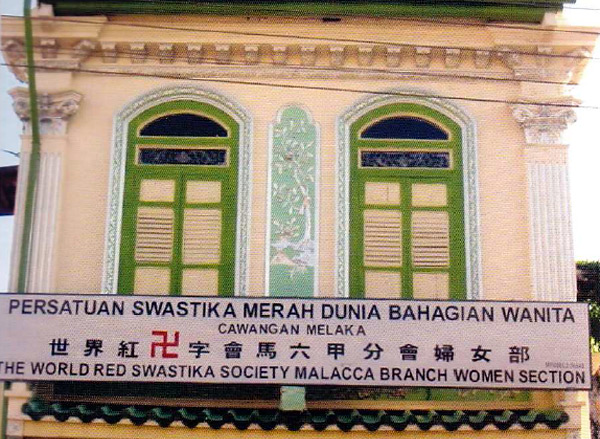 PERSATUAN SWASTIKA MERAH DUNIA BAHAGIAN WANITA
CAWANGAN MELAKA
世界紅卍字會馬六甲分會婦女部
THE WORLD RED SWASTIKA SOCIETY MALACCA BRANCH WOMEN SECTION